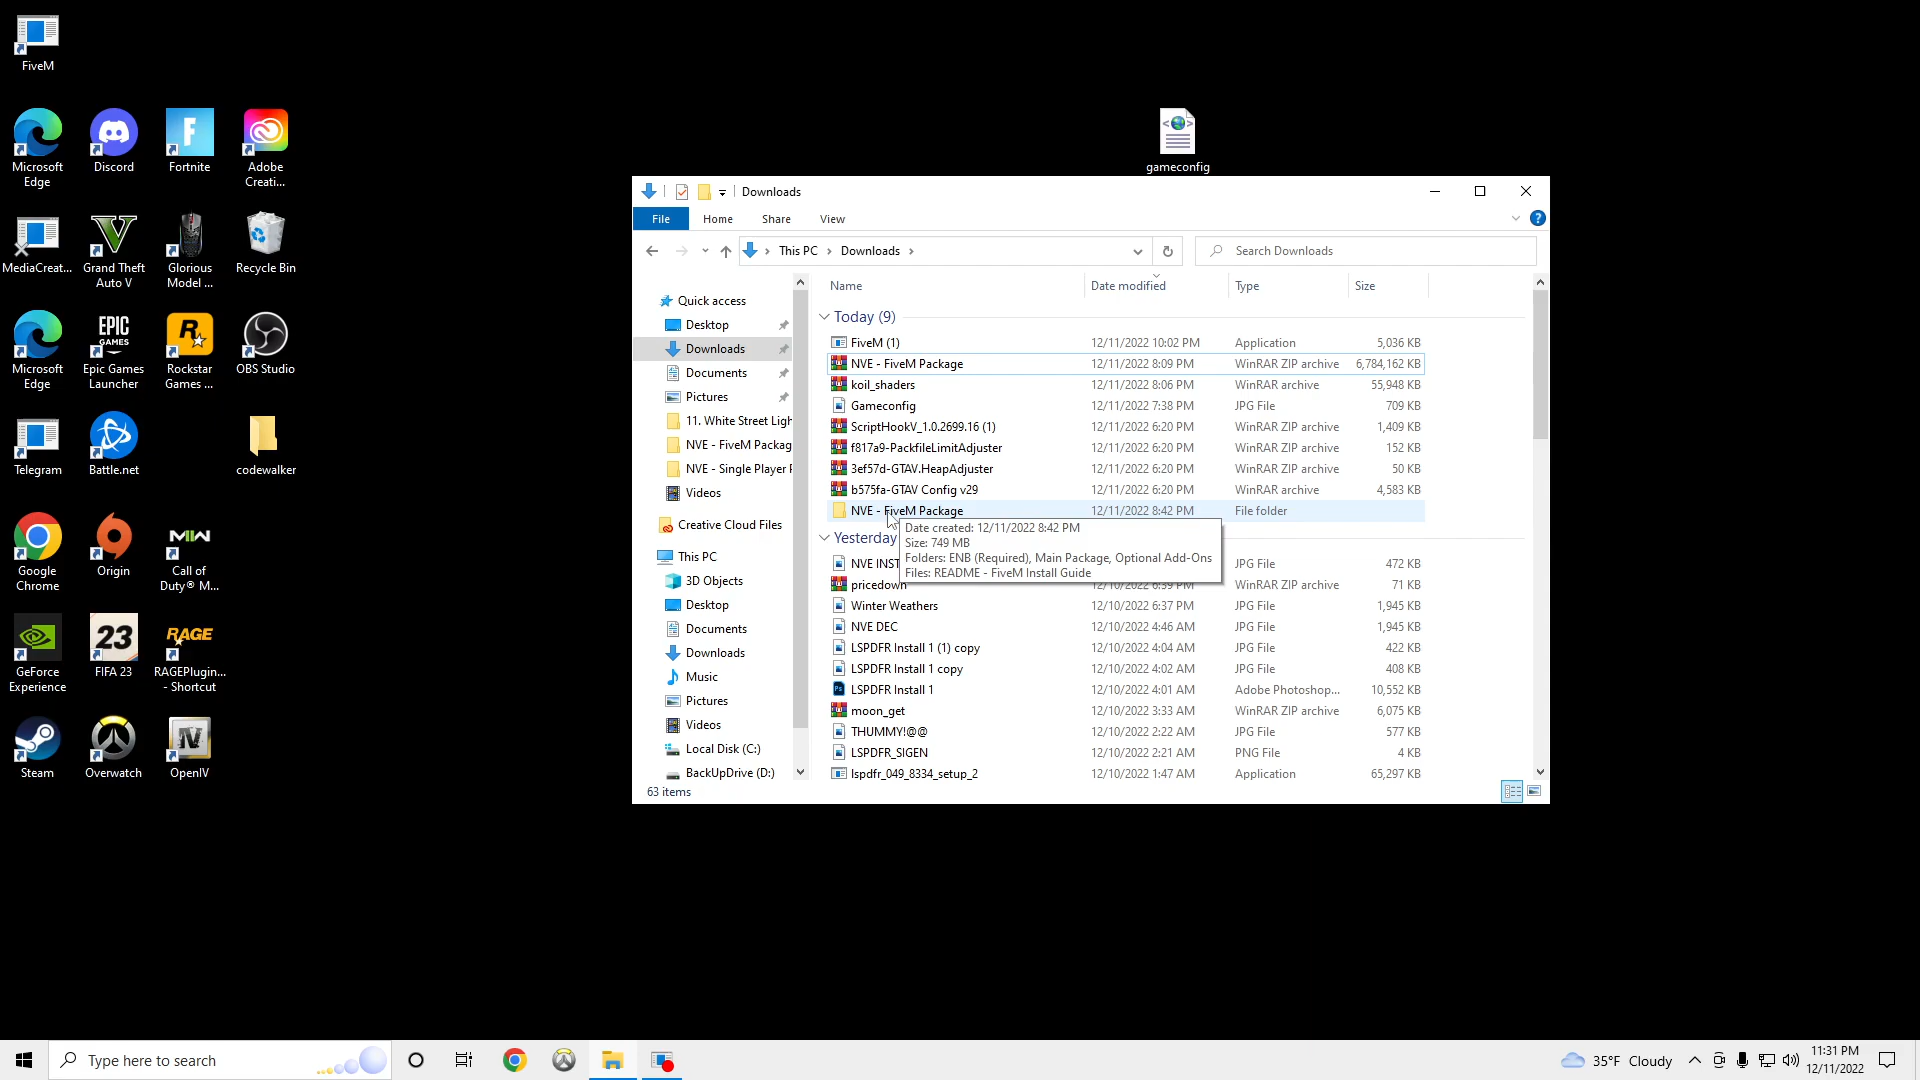 FiveM
Microsoft
Edge
Discord
Fortnite
Adobe
Creati...
gameconfig
MediaCreat...
Grand Theft
Auto V
Glorious
Model ...
Recycle Bin
Microsoft
Edge
EPIC
GAMES
Epic Games
Launcher
Rockstar
Games ...
OBS Studio
Telegram
Battle.net
codewalker
Google
Chrome
Origin
MW
Call of
Duty® M...
GeForce
Experience
23
FIFA 23
RAGE
RAGEPlugin...
- Shortcut
Steam
Overwatch
IV
OpenIV
Downloads
File Home Share View
This PC Downloads
Search Downloads
Name Date modified Type Size
Quick access
Desktop
Downloads
Documents
Pictures
11. White Street Ligh
NVE - FiveM Packag
NVE - Single Player F
Videos
Creative Cloud Files
This PC
3D Objects
Desktop
Documents
Downloads
Music
Pictures
Videos
Local Disk (C:)
BackUpDrive (D:)
Today (9)
FiveM (1) 12/11/2022 10:02 PM Application 5,036 KB
NVE - FiveM Package 12/11/2022 8:09 PM WinRAR ZIP archive 6,784,162 KB
koil_shaders 12/11/2022 8:06 PM WinRAR archive 55,948 KB
Gameconfig 12/11/2022 7:38 PM JPG File 709 KB
ScriptHookV_1.0.2699.16 (1) 12/11/2022 6:20 PM WinRAR ZIP archive 1,409 KB
f817a9-PackfileLimitAdjuster 12/11/2022 6:20 PM WinRAR ZIP archive 152 KB
3ef57d-GTAV.HeapAdjuster 12/11/2022 6:20 PM WinRAR ZIP archive 50 KB
b575fa-GTAV Config v29 12/11/2022 6:20 PM WinRAR archive 4,583 KB
NVE - FiveM Package 12/11/2022 8:42 PM File folder
Date created: 12/11/2022 8:42 PM
Size: 749 MB
Folders: ENB (Required), Main Package, Optional Add-Ons
Files: README - FiveM Install Guide
Yesterday
NVE INST JPG File 472 KB
pricedown 12/10/2022 6:39 PM WinRAR ZIP archive 71 KB
Winter Weathers 12/10/2022 6:37 PM JPG File 1,945 KB
NVE DEC 12/10/2022 4:46 AM JPG File 1,945 KB
LSPDFR Install 1 (1) copy 12/10/2022 4:04 AM JPG File 422 KB
LSPDFR Install 1 copy 12/10/2022 4:02 AM JPG File 408 KB
LSPDFR Install 1 12/10/2022 4:01 AM Adobe Photoshop... 10,552 KB
moon_get 12/10/2022 3:33 AM WinRAR ZIP archive 6,075 KB
THUMMY!@@ 12/10/2022 2:22 AM JPG File 577 KB
LSPDFR_SIGEN 12/10/2022 2:21 AM PNG File 4 KB
lspdfr_049_8334_setup_2 12/10/2022 1:47 AM Application 65,297 KB
63 items
Type here to search
35°F Cloudy
11:31 PM
12/11/2022